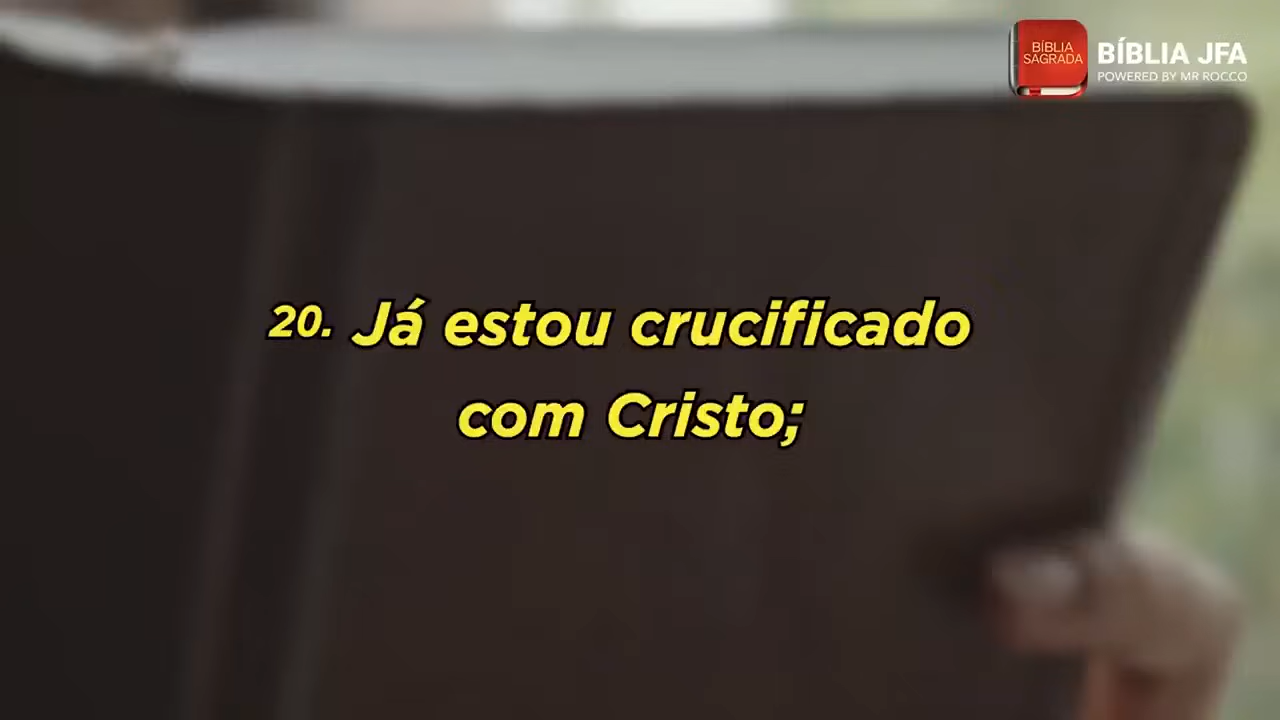 BÍBLIA
SAGRADA
BÍBLIA JFA
POWERED BY MR ROCCO
20. Já estou crucificado
com Cristo;